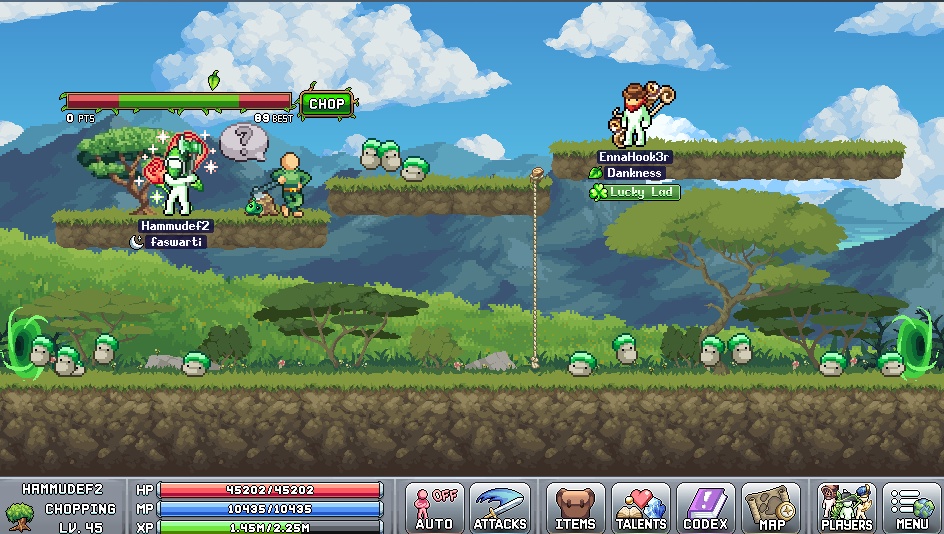 CHOP
0 PTS
89 BEST
?
EnnaHook3r
Dankness
Lucky Lad
Hammudef2
faswarti
HAMMUDEF2
CHOPPING
LV. 45
HP 45202/45202
MP 10435/10435
XP 1.45M/2.25M
OFF
AUTO
ATTACKS
ITEMS
TALENTS
CODEX
MAP
PLAYERS
MENU